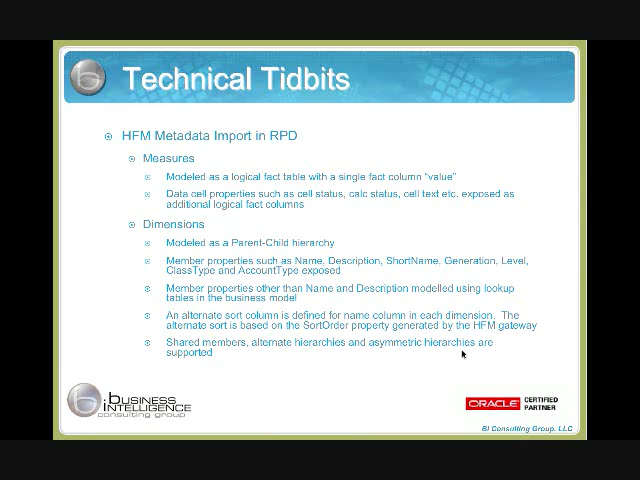 Technical Tidbits
HFM Metadata Import in RPD
Measures
Modeled as a logical fact table with a single fact column “value”
Data cell properties such as cell status, calc status, cell text etc. exposed as
additional logical fact columns
Dimensions
Modeled as a Parent-Child hierarchy
Member properties such as Name, Description, ShortName, Generation, Level,
ClassType and AccountType exposed
Member properties other than Name and Description modelled using lookup
tables in the business model
An alternate sort column is defined for name column in each dimension. The
alternate sort is based on the SortOrder property generated by the HFM gateway
Shared members, alternate hierarchies and asymmetric hierarchies are
supported
BUSINESS
INTELLIGENCE
consulting group
ORACLE CERTIFIED
PARTNER
BI Consulting Group, LLC